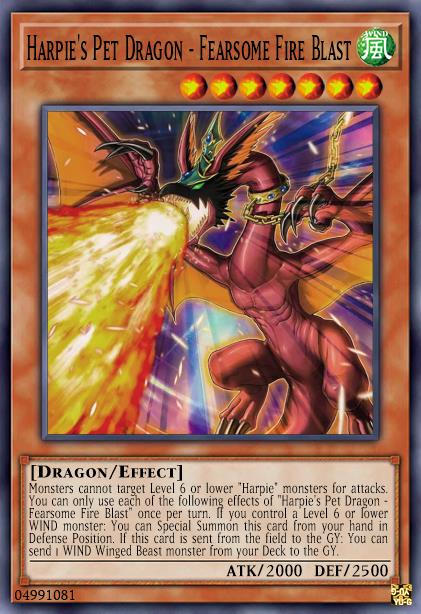 Harpie's Pet Dragon - Fearsome Fire Blast
WIND
風
[Dragon/Effect]
Monsters cannot target Level 6 or lower "Harpie" monsters for attacks.
You can only use each of the following effects of "Harpie's Pet Dragon -
Fearsome Fire Blast" once per turn. If you control a Level 6 or lower
WIND monster: You can Special Summon this card from your hand in
Defense Position. If this card is sent from the field to the GY: You can
send 1 WIND Winged Beast monster from your Deck to the GY.
ATK/2000 DEF/2500
04991081